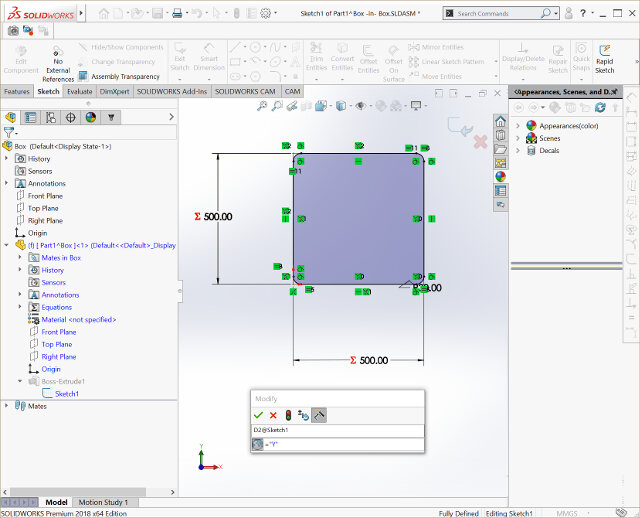 SOLIDWORKS
Sketch1 of Part1^Box -in- Box.SLDASM *
Search Commands
Edit Component
No External References
Hide/Show Components
Change Transparency
Assembly Transparency
Exit Sketch
Smart Dimension
Trim Entities
Convert Entities
Offset Entities
Offset On Surface
Mirror Entities
Linear Sketch Pattern
Move Entities
Display/Delete Relations
Repair Sketch
Quick Snaps
Rapid Sketch
Features
Sketch
Evaluate
DimXpert
SOLIDWORKS Add-Ins
SOLIDWORKS CAM
CAM
Appearances, Scenes, and D...
Appearances(color)
Scenes
Decals
Box (Default<Display State-1>)
History
Sensors
Annotations
Front Plane
Top Plane
Right Plane
Origin
(f) [ Part1^Box ]<1> (Default<<Default>_Display
Mates in Box
History
Sensors
Annotations
Equations
Material <not specified>
Front Plane
Top Plane
Right Plane
Origin
Boss-Extrude1
Sketch1
Mates
Σ 500.00
Σ 500.00
Modify
D2@Sketch1
="Y"
Y
X
Model
Motion Study 1
SOLIDWORKS Premium 2018 x64 Edition
Fully Defined
Editing Sketch1
MMGS